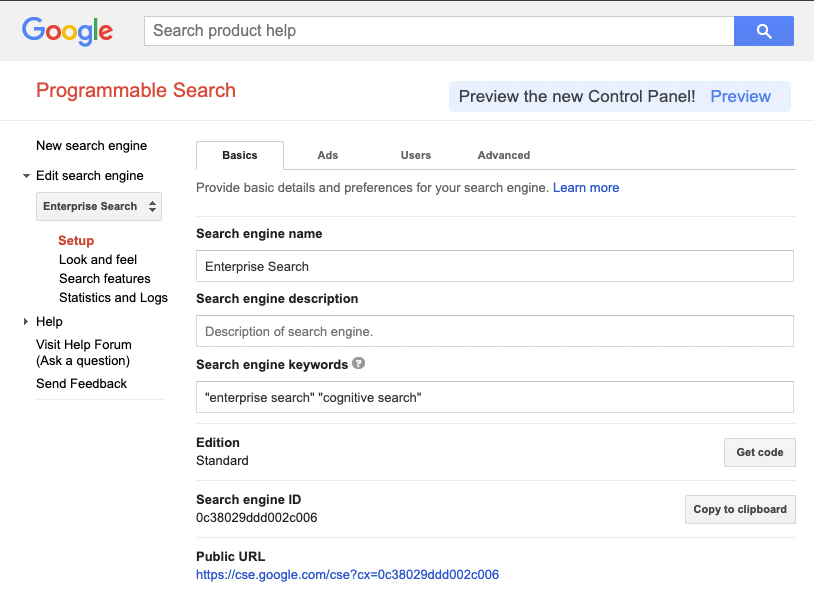 Google
Search product help
Programmable Search
Preview the new Control Panel! Preview
New search engine
Edit search engine
Enterprise Search
Setup
Look and feel
Search features
Statistics and Logs
Help
Visit Help Forum
(Ask a question)
Send Feedback
Basics Ads Users Advanced
Provide basic details and preferences for your search engine. Learn more
Search engine name
Enterprise Search
Search engine description
Description of search engine.
Search engine keywords ?
"enterprise search" "cognitive search"
Edition
Standard
Get code
Search engine ID
0c38029ddd002c006
Copy to clipboard
Public URL
https://cse.google.com/cse?cx=0c38029ddd002c006